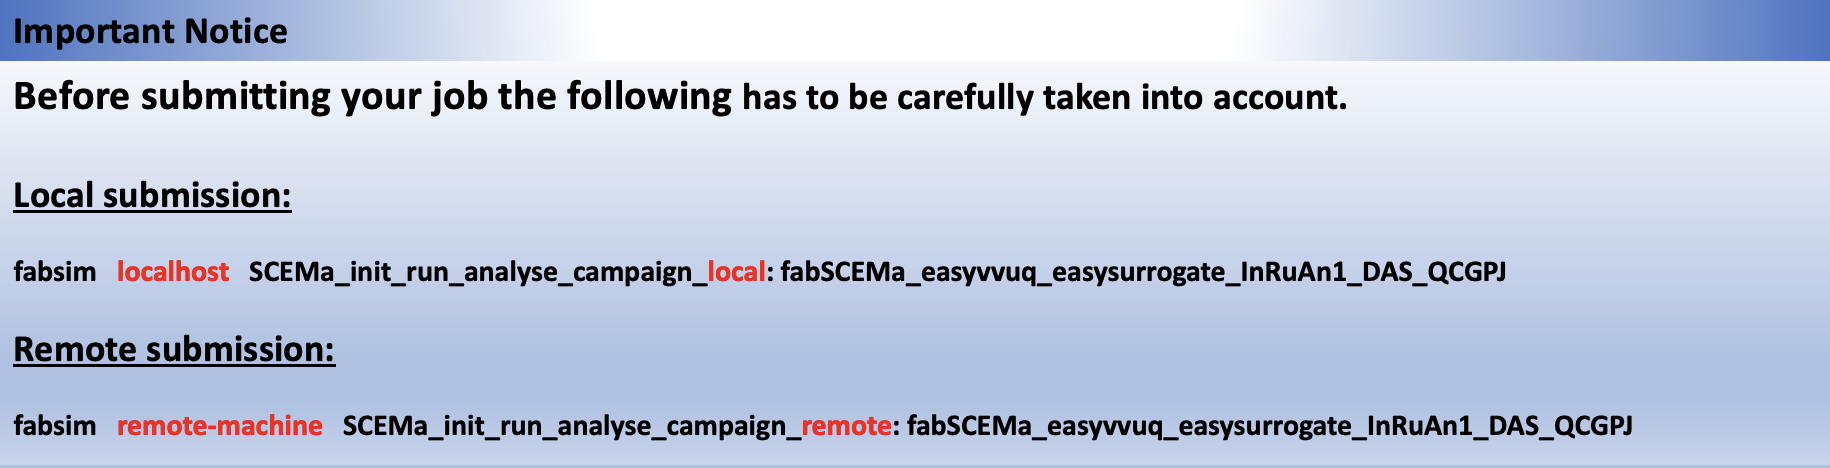 Important Notice
Before submitting your job the following has to be carefully taken into account.
Local submission:
fabsim localhost SCEMa_init_run_analyse_campaign_local: fabSCEMa_easyvvuq_easysurrogate_InRuAn1_DAS_QCGPJ
Remote submission:
fabsim remote-machine SCEMa_init_run_analyse_campaign_remote: fabSCEMa_easyvvuq_easysurrogate_InRuAn1_DAS_QCGPJ